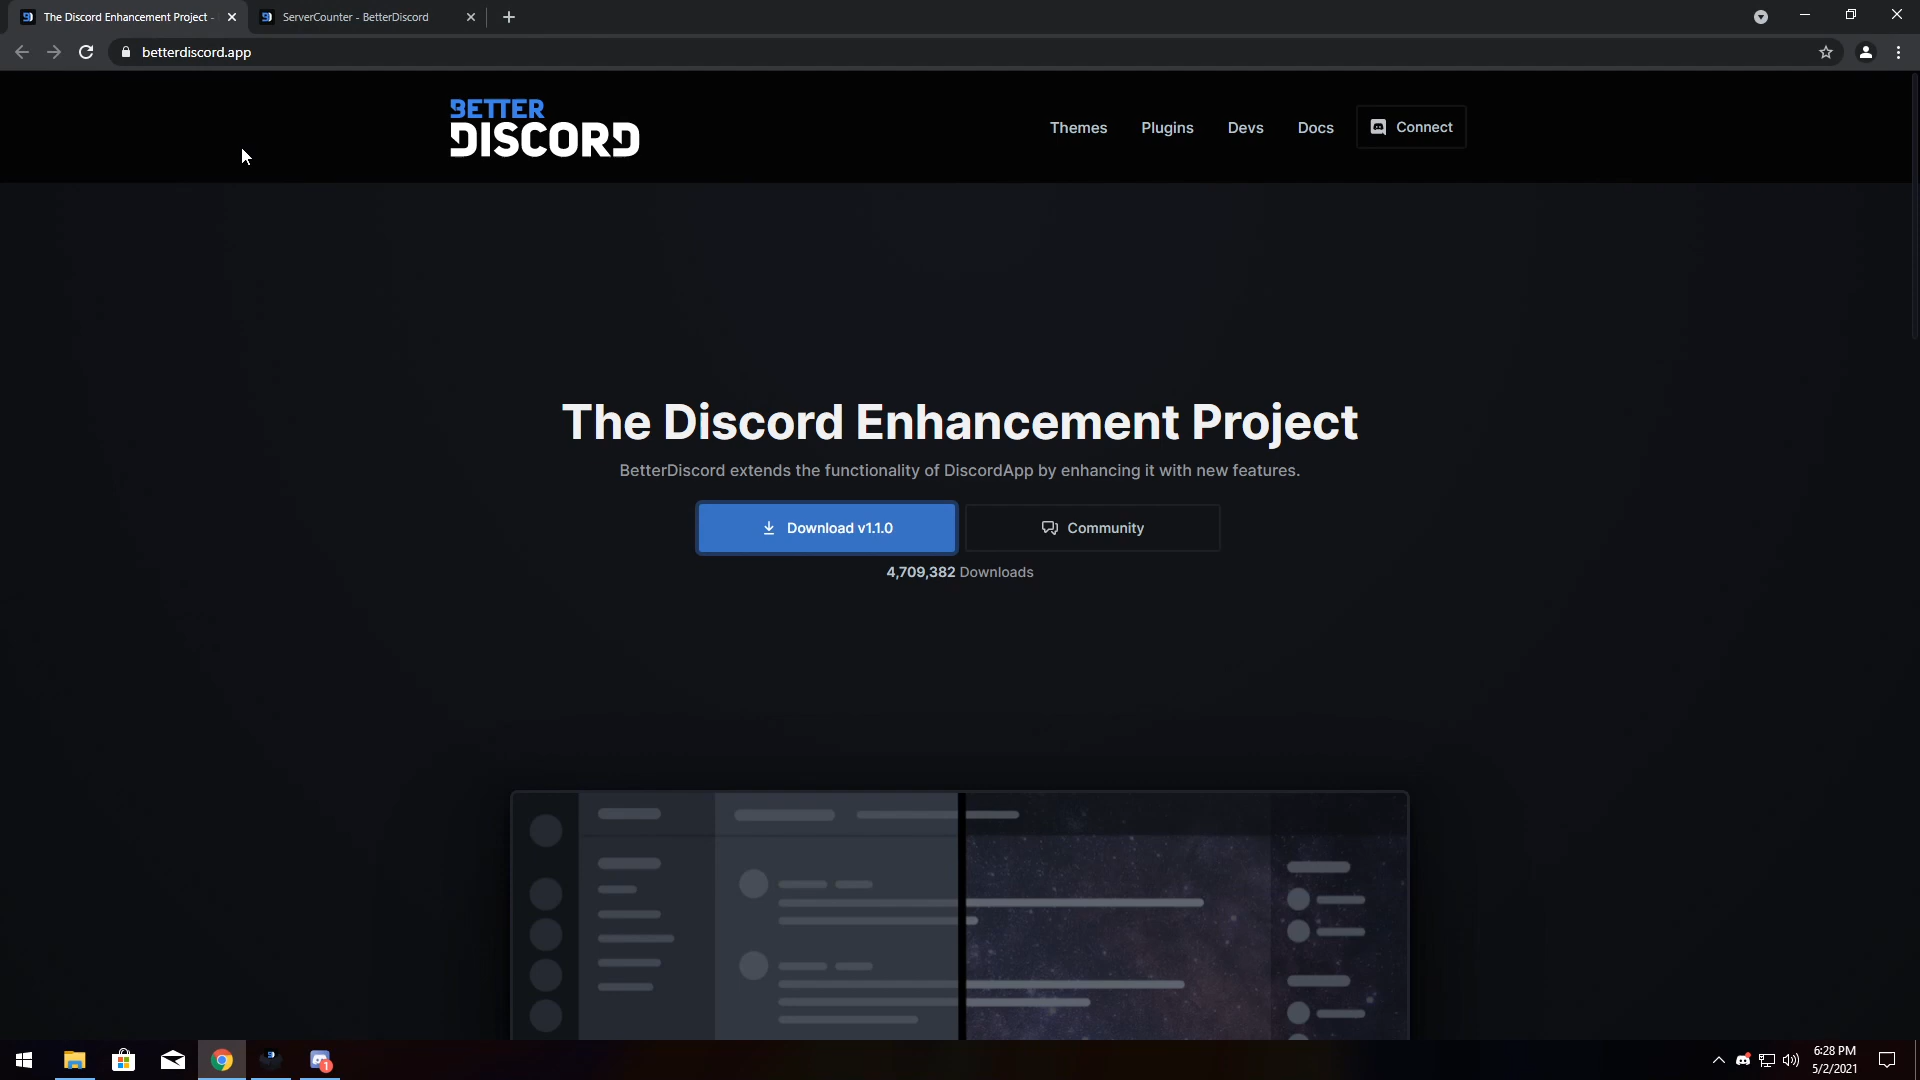 The Discord Enhancement Project -
ServerCounter - BetterDiscord
betterdiscord.app
BETTER
DISCORD
Themes
Plugins
Devs
Docs
Connect
The Discord Enhancement Project
BetterDiscord extends the functionality of DiscordApp by enhancing it with new features.
Download v1.1.0
Community
4,709,382 Downloads
1
6:28 PM
5/2/2021